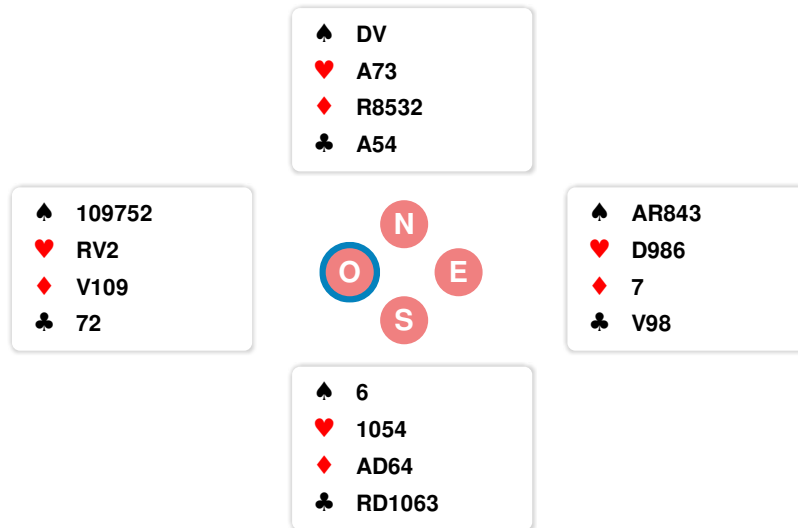 ♠ DV
♥ A73
♦ R8532
♣ A54
♠ 109752
♥ RV2
♦ V109
♣ 72
N
O
E
S
♠ AR843
♥ D986
♦ 7
♣ V98
♠ 6
♥ 1054
♦ AD64
♣ RD1063